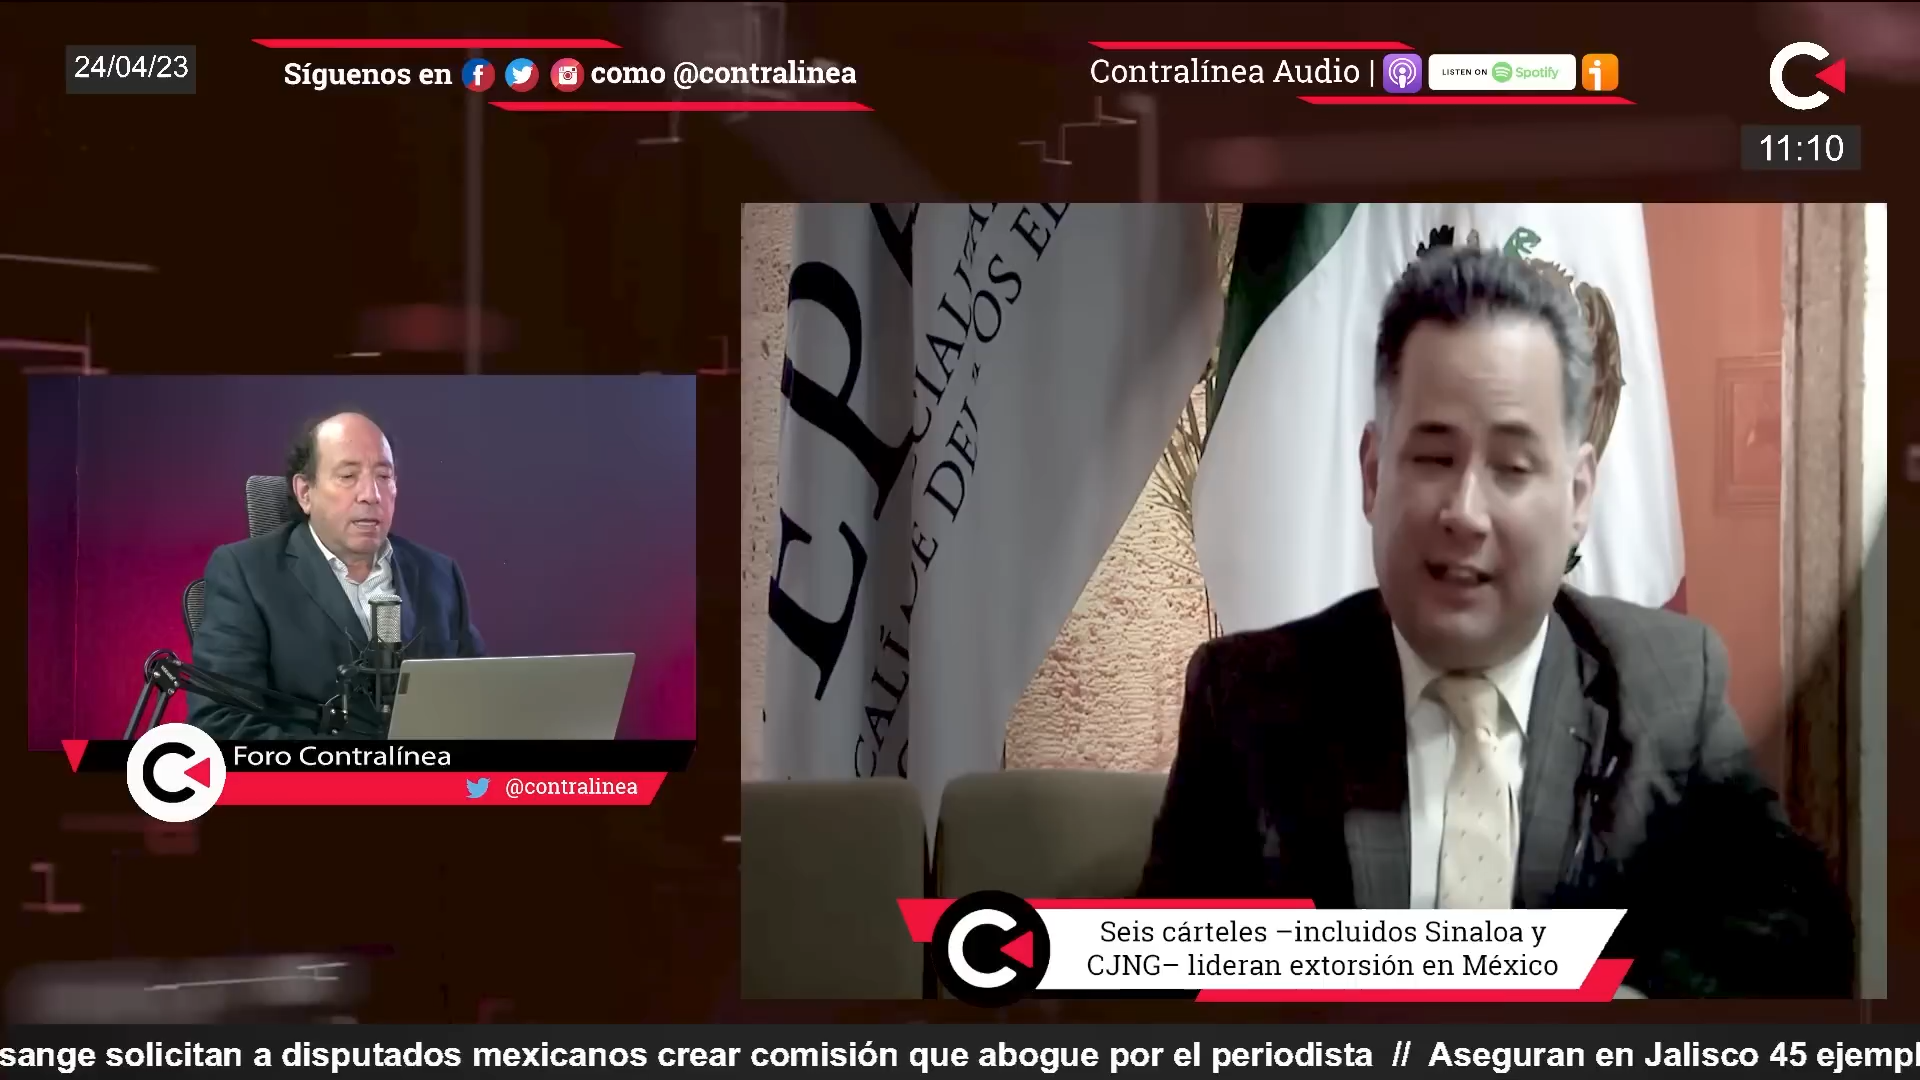 24/04/23
Síguenos en como @contralinea
Contralínea Audio |
LISTEN ON Spotify
11:10
Foro Contralínea
@contralinea
Seis cárteles –incluidos Sinaloa y
CJNG– lideran extorsión en México
sange solicitan a disputados mexicanos crear comisión que abogue por el periodista // Aseguran en Jalisco 45 ejempl